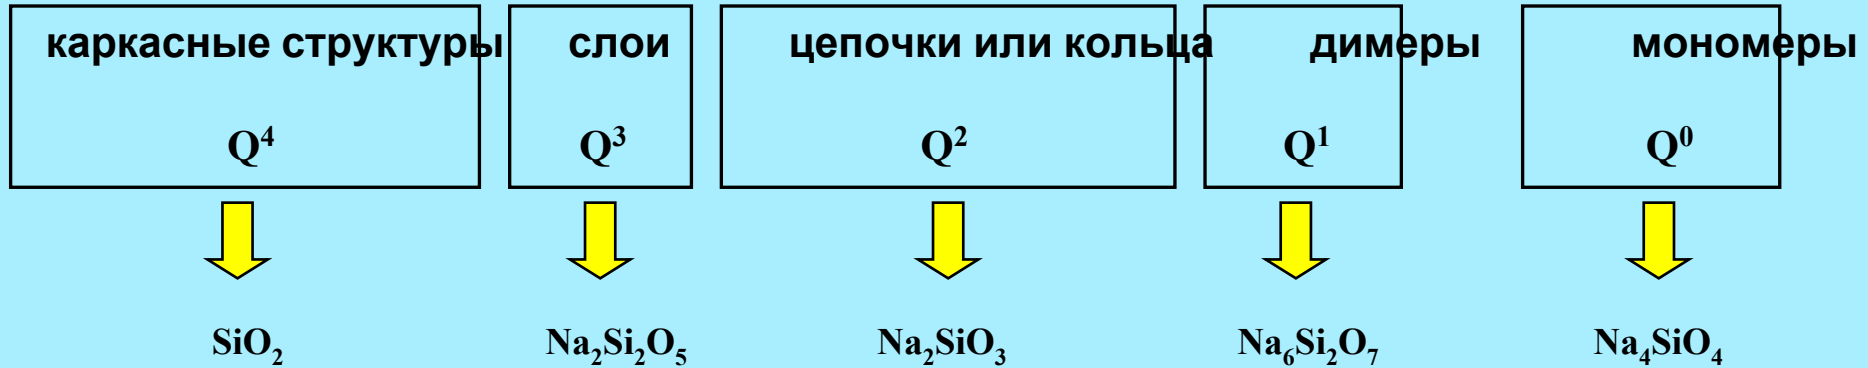 каркасные структуры слои цепочки или кольца димеры мономеры
Q⁴ Q³ Q² Q¹ Q⁰
SiO₂ Na₂Si₂O₅ Na₂SiO₃ Na₆Si₂O₇ Na₄SiO₄